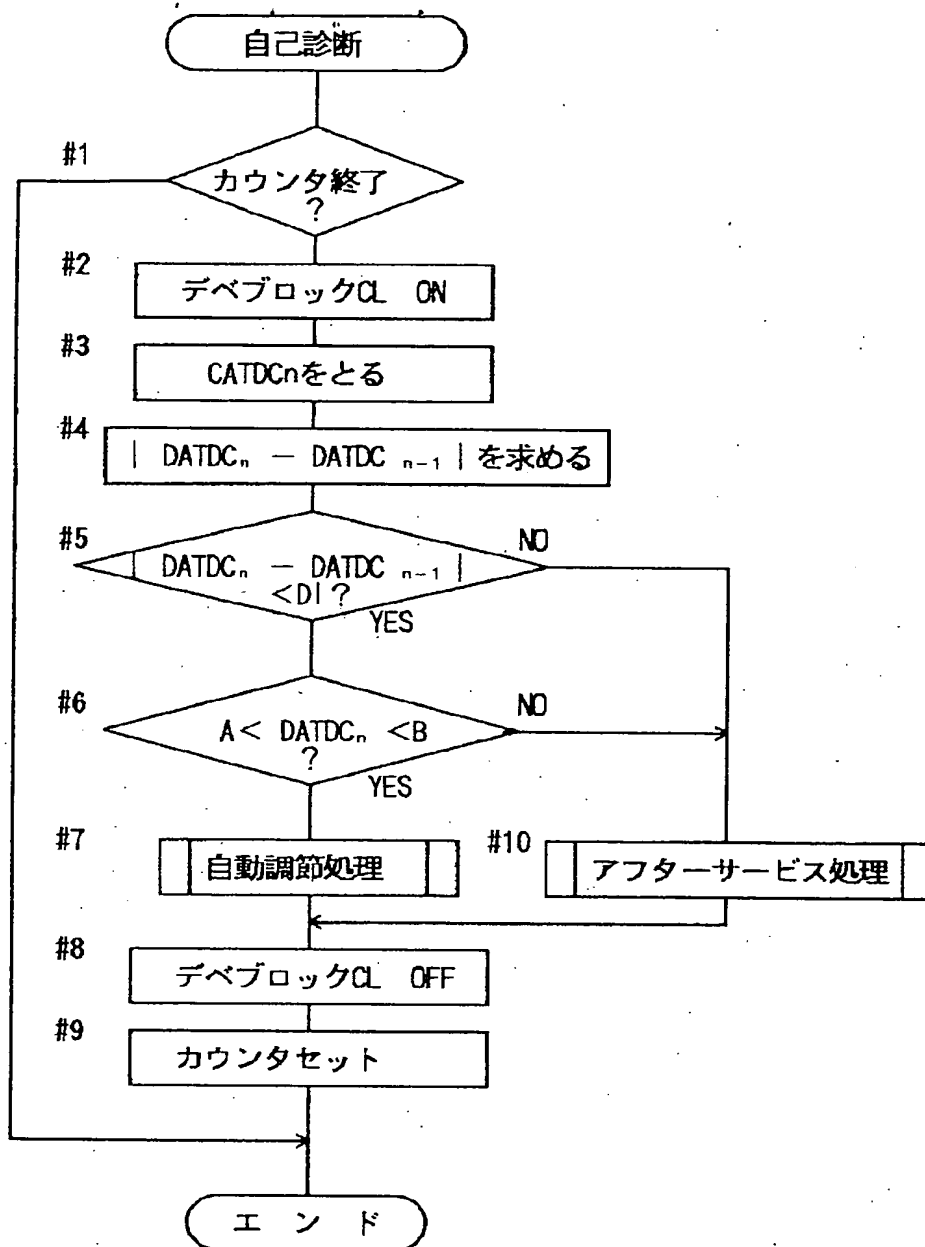 自己診断
#1
カウンタ終了
?
#2
デベブロックCL ON
#3
CATDCnをとる
#4
| DATDCn − DATDC n-1 | を求める
#5
| DATDCn − DATDC n-1 |
<DI?
NO
YES
#6
A< DATDCn <B
?
NO
YES
#7
自動調節処理
#10
アフターサービス処理
#8
デベブロックCL OFF
#9
カウンタセット
エンド